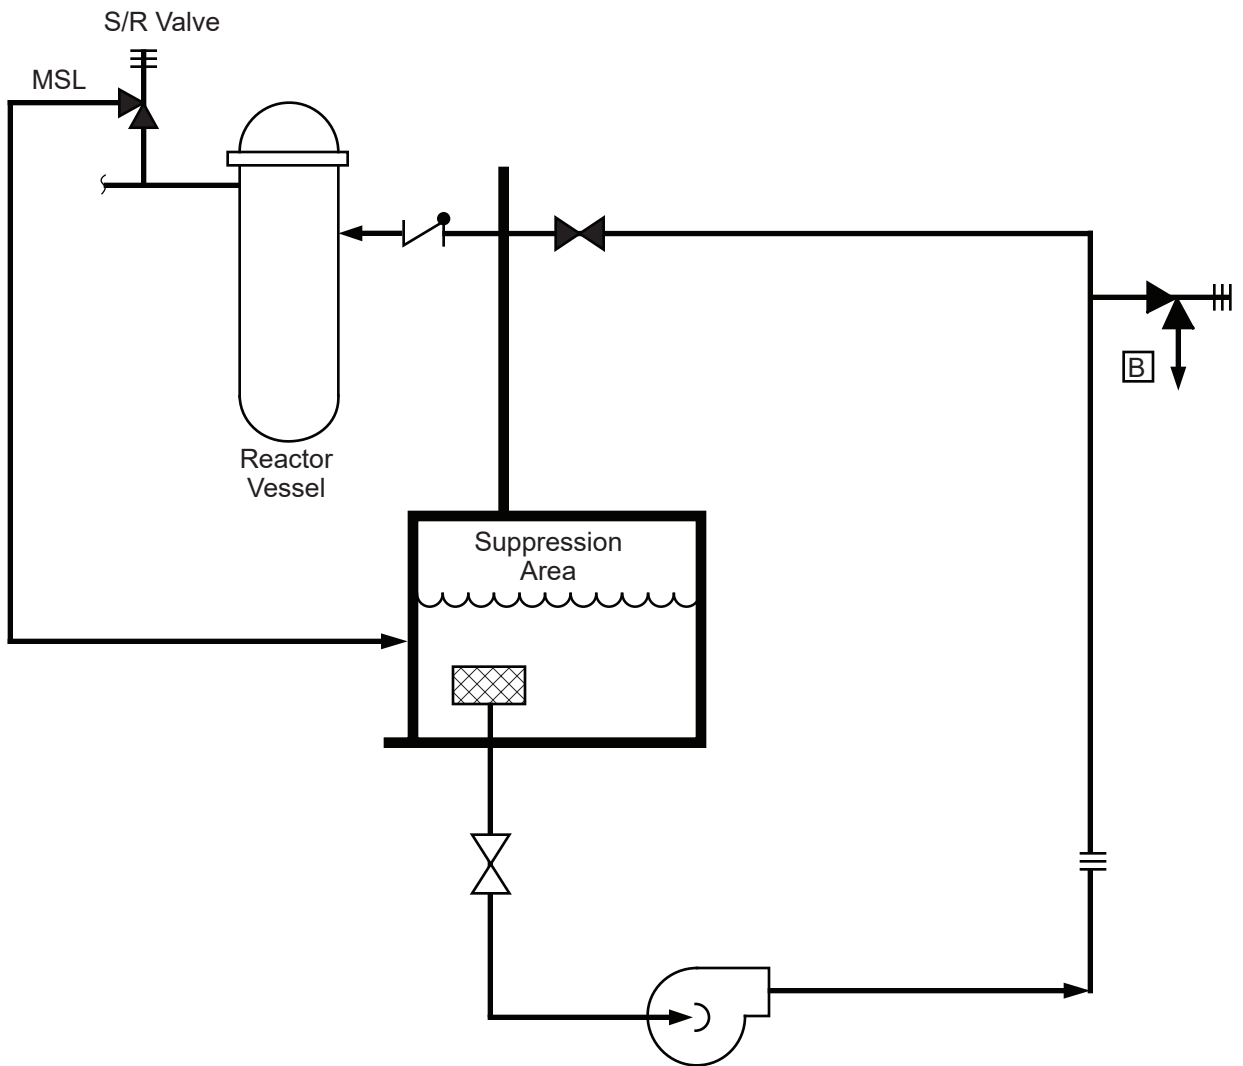 S/R Valve
MSL
B
Reactor
Vessel
Suppression
Area